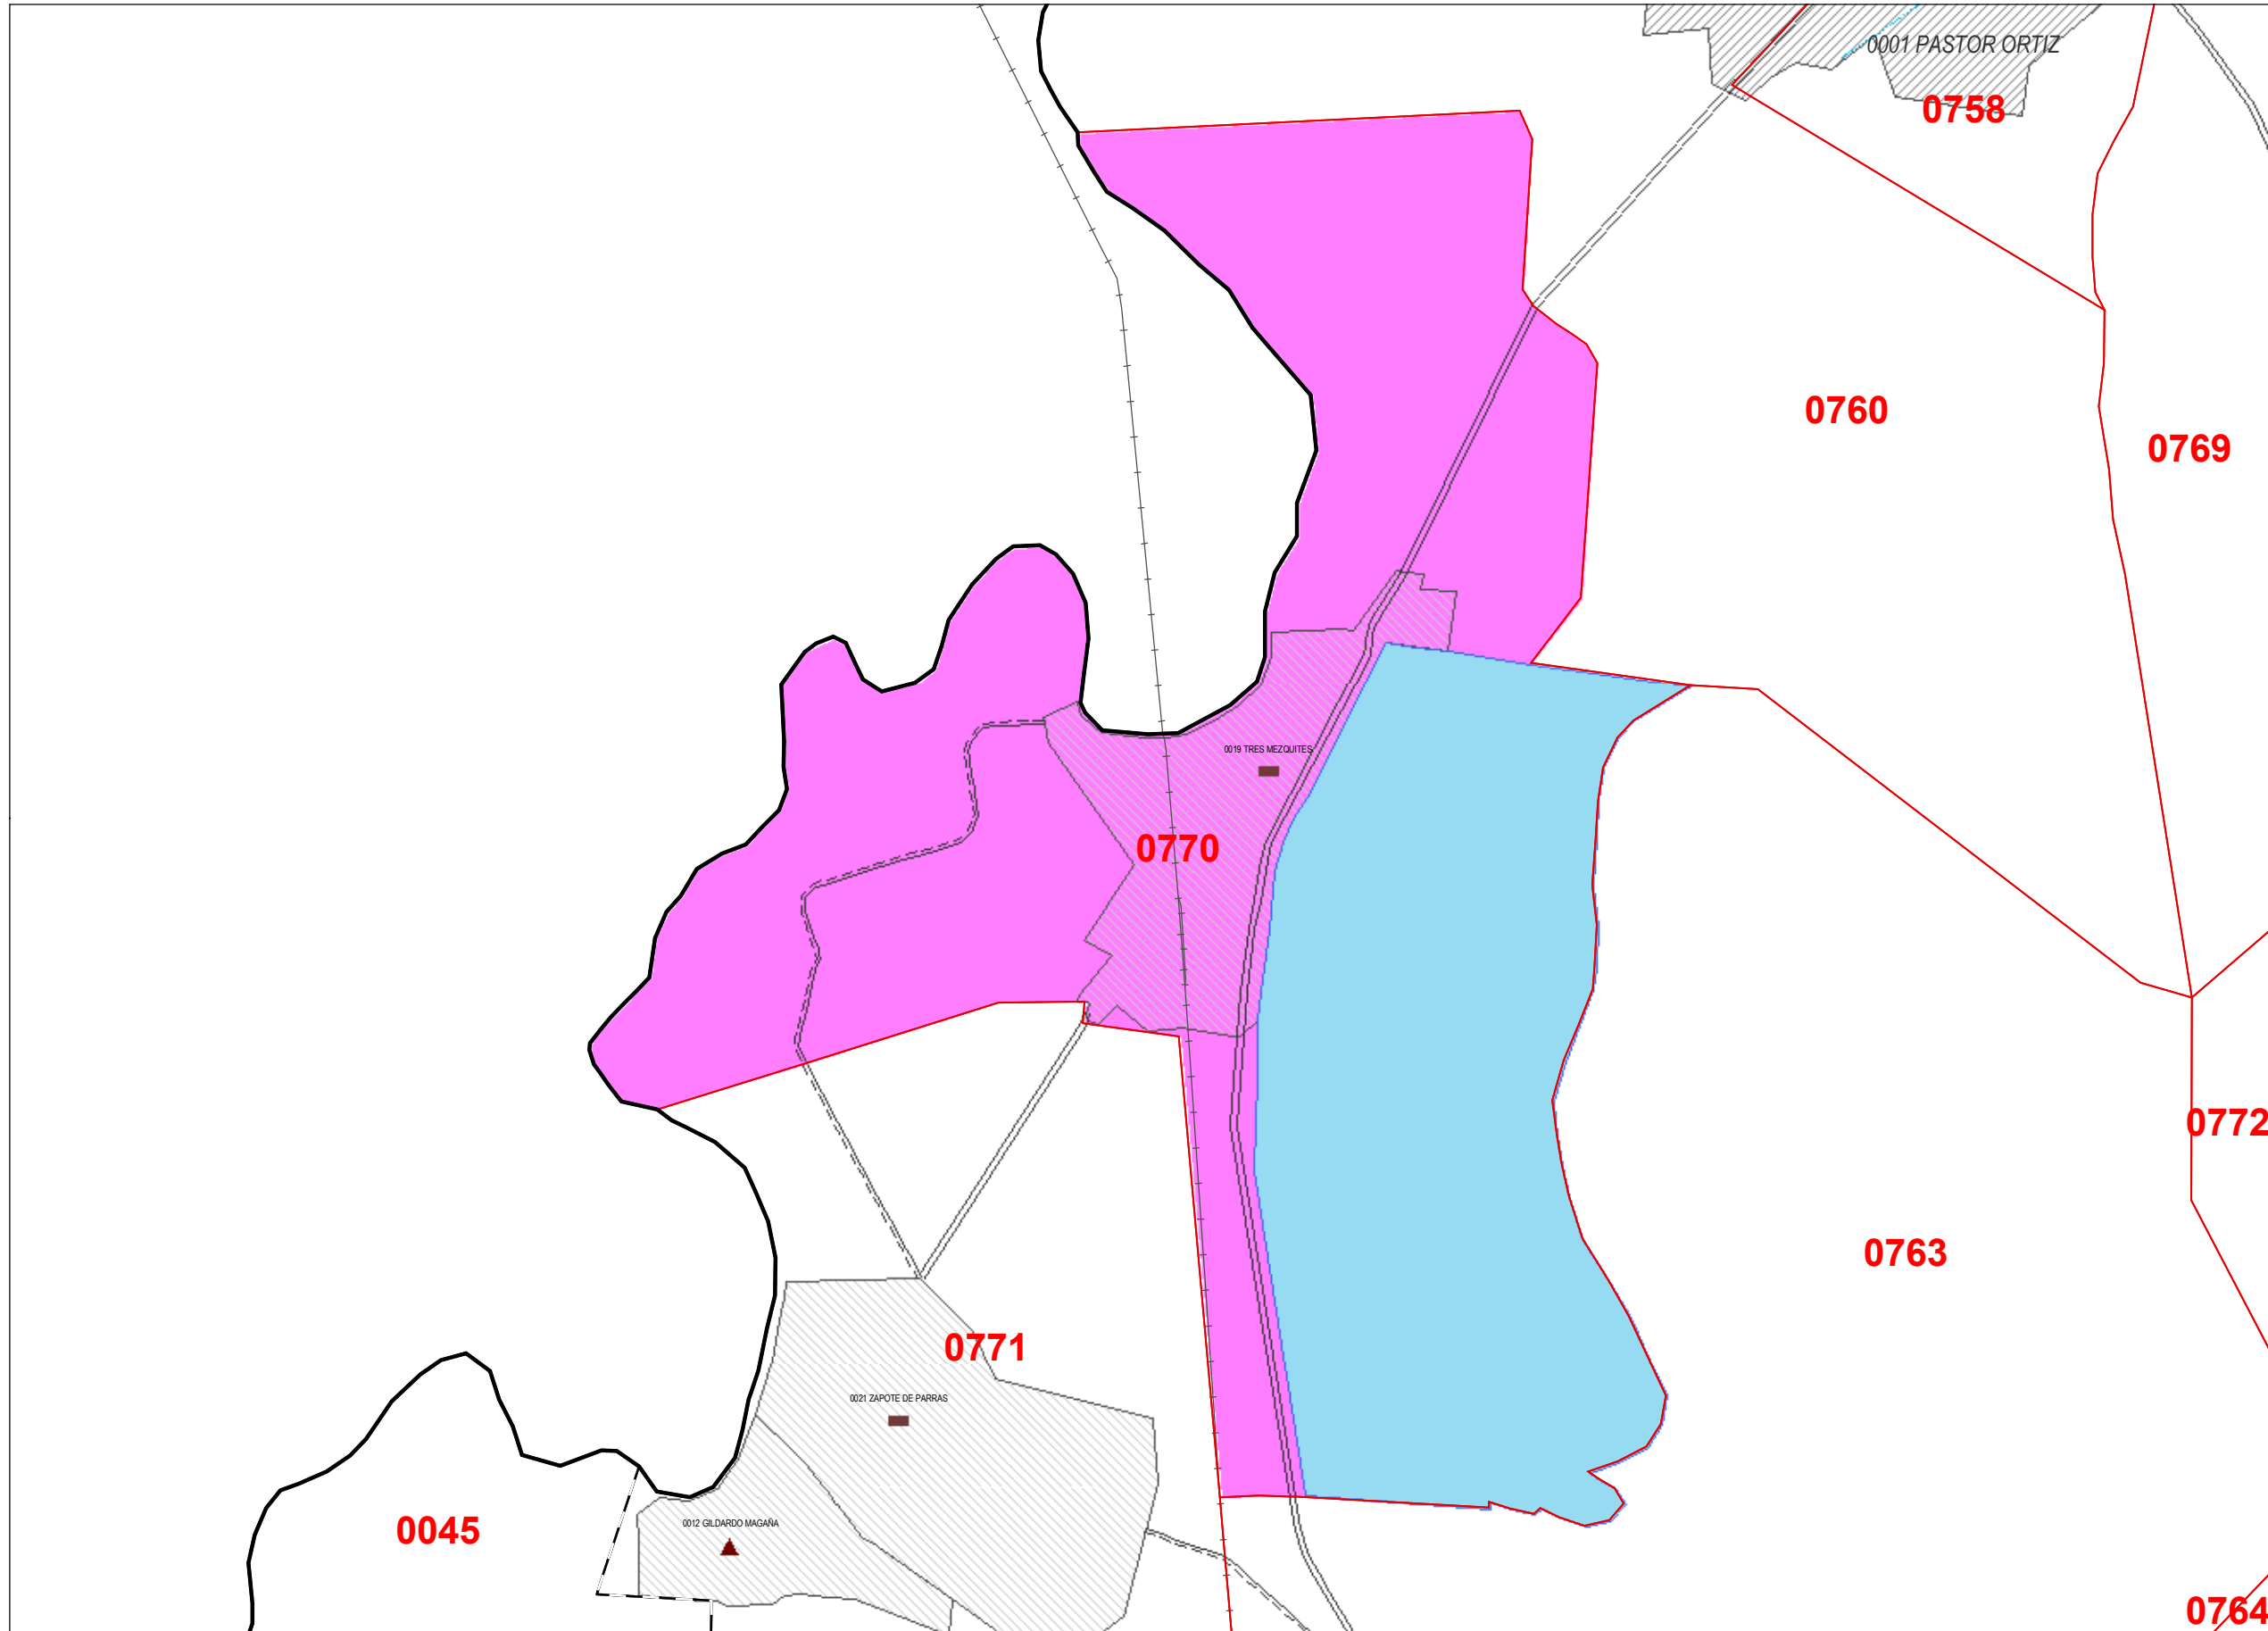 0001 PASTOR ORTIZ
0758
0760
0769
0019 TRES MEZQUITES
0770
0772
0763
0771
0021 ZAPOTE DE PARRAS
0012 GILDARDO MAGAÑA
0045
0764